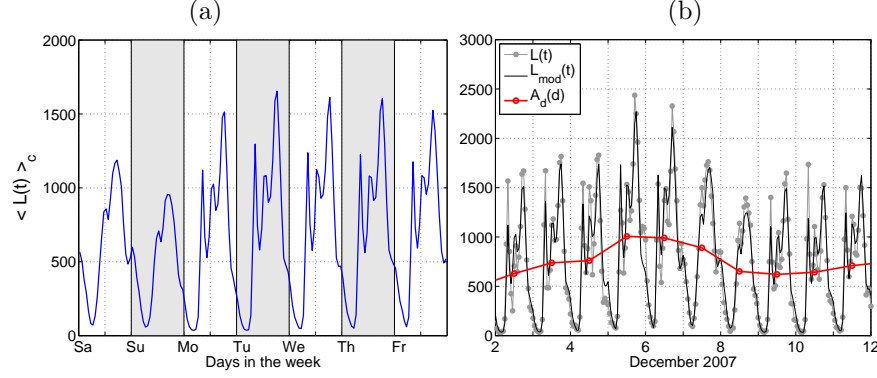 (a)
(b)
2000
1500
1000
500
0
< L(t) >c
Sa Su Mo Tu We Th Fr
Days in the week
3000
2500
2000
1500
1000
500
0
L(t)
Lmod(t)
Ad(d)
2 4 6 8 10 12
December 2007